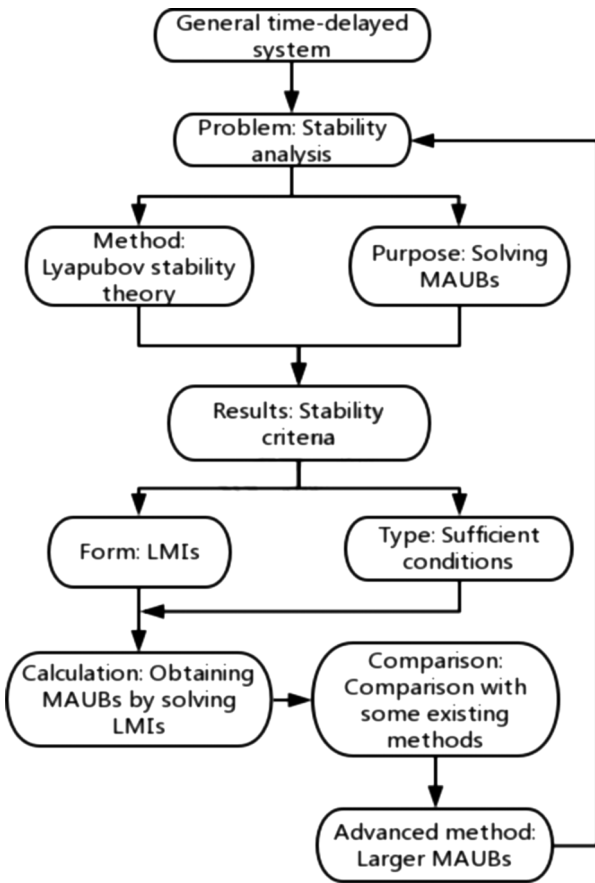 General time-delayed
system
Problem: Stability
analysis
Method:
Lyapubov stability
theory
Purpose: Solving
MAUBs
Results: Stability
criteria
Form: LMIs
Type: Sufficient
conditions
Calculation: Obtaining
MAUBs by solving
LMIs
Comparison:
Comparison with
some existing
methods
Advanced method:
Larger MAUBs